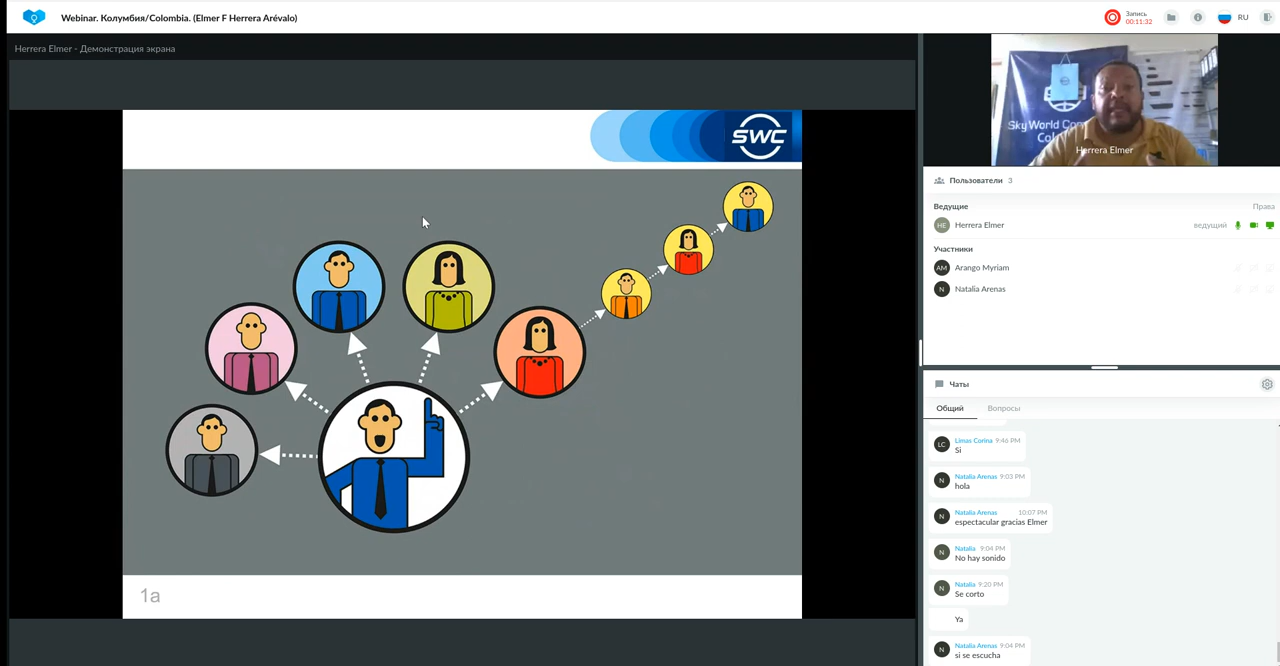 Webinar. Колумбия/Colombia. (Elmer F Herrera Arévalo)
Запись
00:11:32
RU
Herrera Elmer - Демонстрация экрана
SWC
1a
Sky World Com
Col
Herrera Elmer
Пользователи 3
Ведущие
Права
HE
Herrera Elmer
ведущий
Участники
AM
Arango Myriam
N
Natalia Arenas
Чаты
Общий
Вопросы
LC
Limas Corina 9:46 PM
Si
N
Natalia Arenas 9:03 PM
hola
N
Natalia Arenas 10:07 PM
espectacular gracias Elmer
N
Natalia 9:04 PM
No hay sonido
N
Natalia 9:20 PM
Se corto
Ya
N
Natalia Arenas 9:04 PM
si se escucha